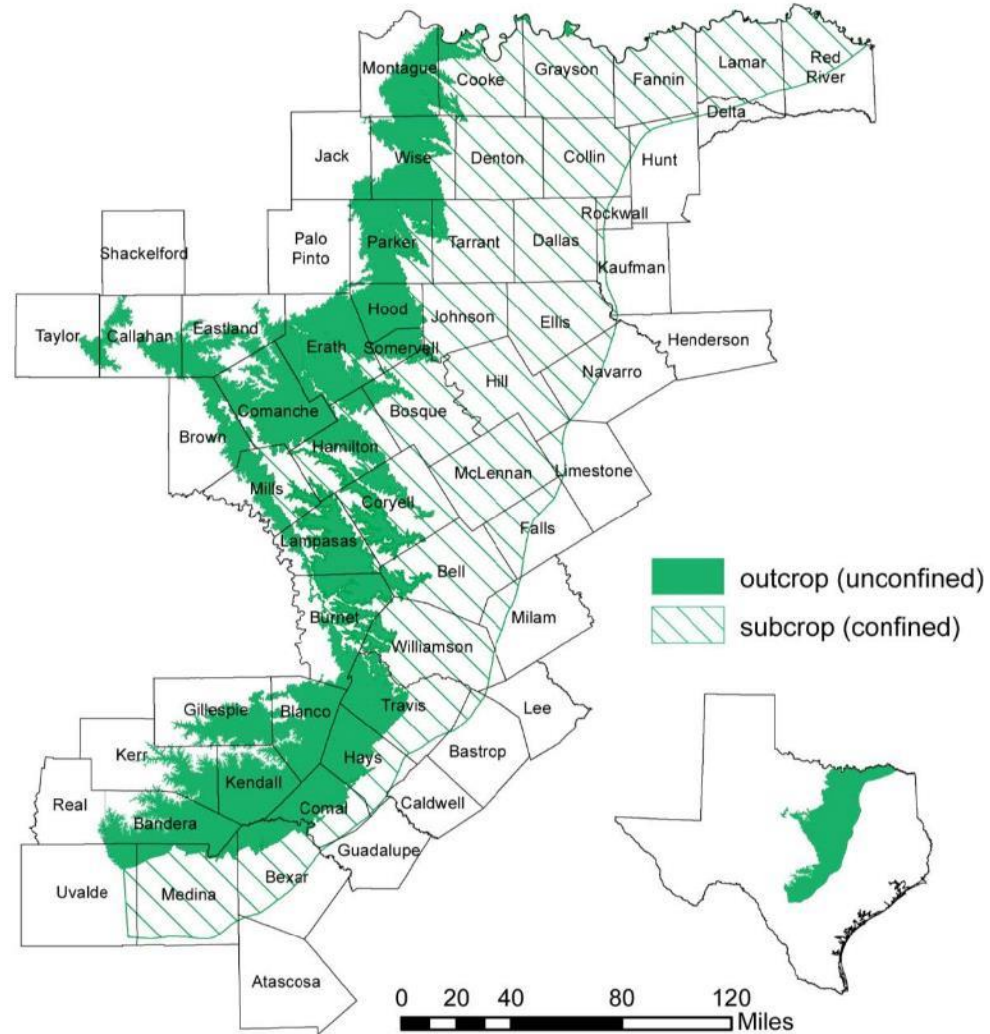 Montague
Cooke
Grayson
Fannin
Lamar
Red
River
Delta
Jack
Wise
Denton
Collin
Hunt
Rockwall
Shackelford
Palo
Pinto
Parker
Tarrant
Dallas
Kaufman
Taylor
Callahan
Eastland
Hood
Johnson
Ellis
Henderson
Erath
Somervell
Navarro
Hill
Comanche
Bosque
Brown
Hamilton
McLennan
Limestone
Mills
Coryell
Falls
Lampasas
Bell
outcrop (unconfined)
subcrop (confined)
Burnet
Milam
Williamson
Gillespie
Blanco
Travis
Lee
Kerr
Hays
Bastrop
Kendall
Real
Bandera
Comal
Caldwell
Guadalupe
Uvalde
Medina
Bexar
Atascosa
0 20 40 80 120
Miles